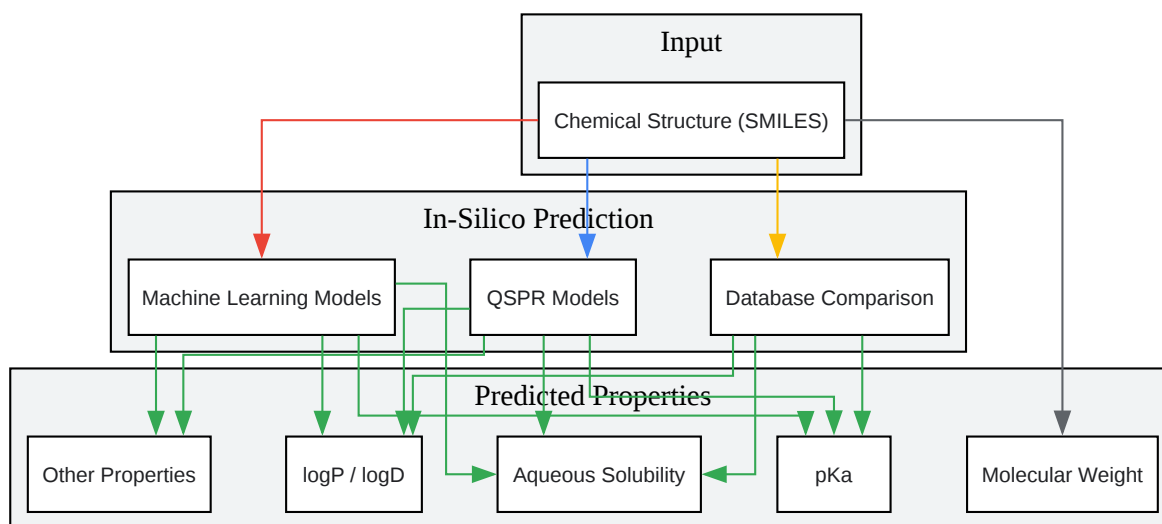 Input
Chemical Structure (SMILES)
In-Silico Prediction
Machine Learning Models
QSPR Models
Database Comparison
Predicted Properties
Other Properties
logP / logD
Aqueous Solubility
pKa
Molecular Weight